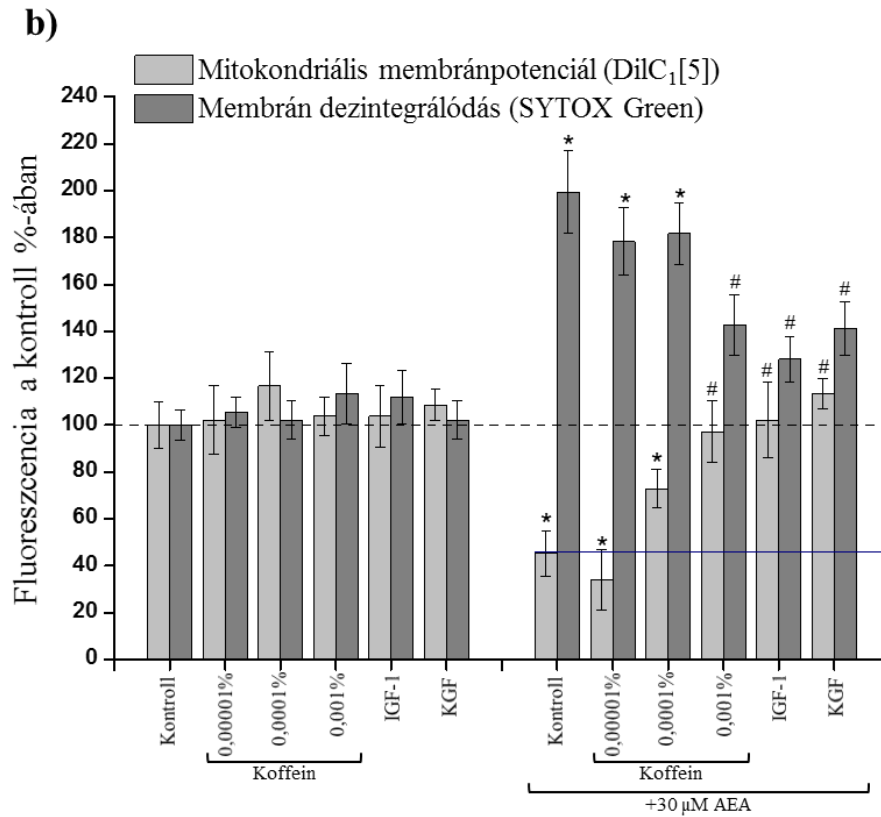 b)
Mitokondriális membránpotenciál (DilC₁[5])
Membrán dezintegrálódás (SYTOX Green)
Fluoreszcencia a kontroll %-ában
240
220
200
180
160
140
120
100
80
60
40
20
0
* * * # # #
* * * # # #
Kontroll
0,00001%
0,0001%
0,001%
IGF-1
KGF
Koffein
Kontroll
0,00001%
0,0001%
0,001%
IGF-1
KGF
Koffein
+30 µM AEA